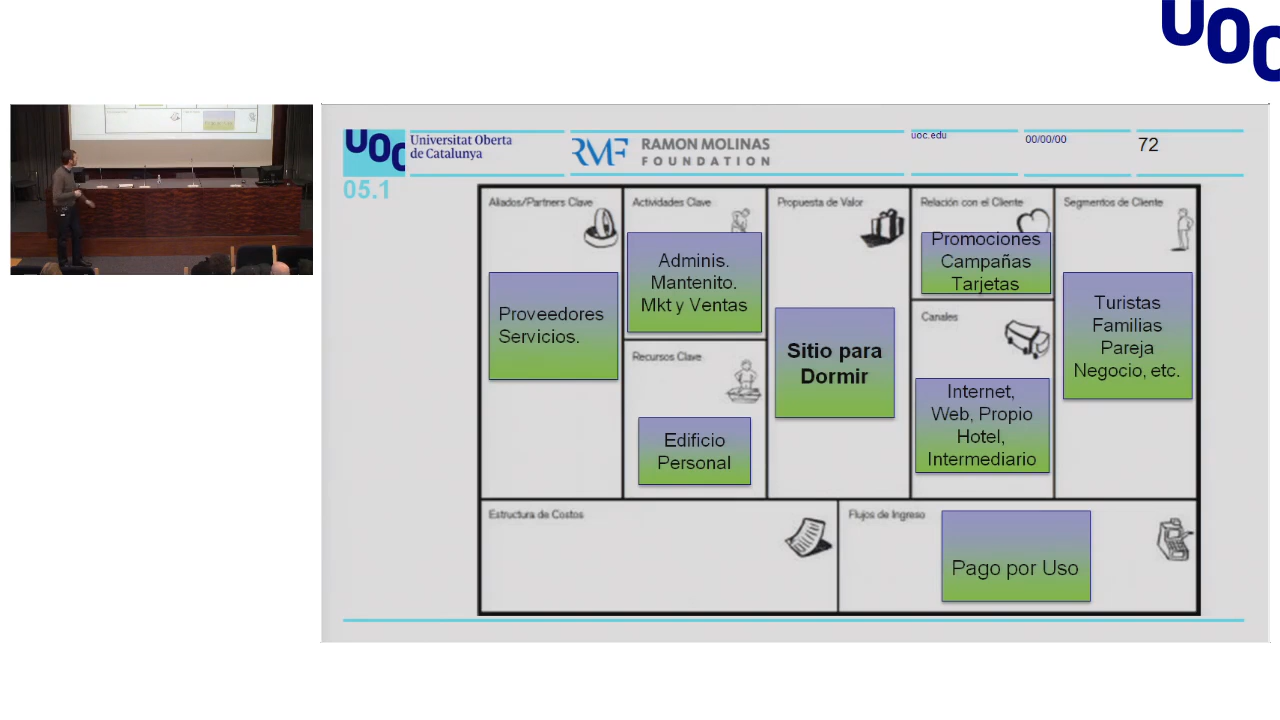 UOC
UOC
Universitat Oberta
de Catalunya
RMF
RAMON MOLINAS
FOUNDATION
uoc.edu
00/00/00
72
05.1
Aliados/Partners Clave
Proveedores
Servicios.
Actividades Clave
Adminis.
Mantenito.
Mkt y Ventas
Recursos Clave
Edificio
Personal
Propuesta de Valor
Sitio para
Dormir
Relación con el Cliente
Promociones
Campañas
Tarjetas
Canales
Internet,
Web, Propio
Hotel,
Intermediario
Segmentos de Cliente
Turistas
Familias
Pareja
Negocio, etc.
Estructura de Costos
Flujos de Ingreso
Pago por Uso